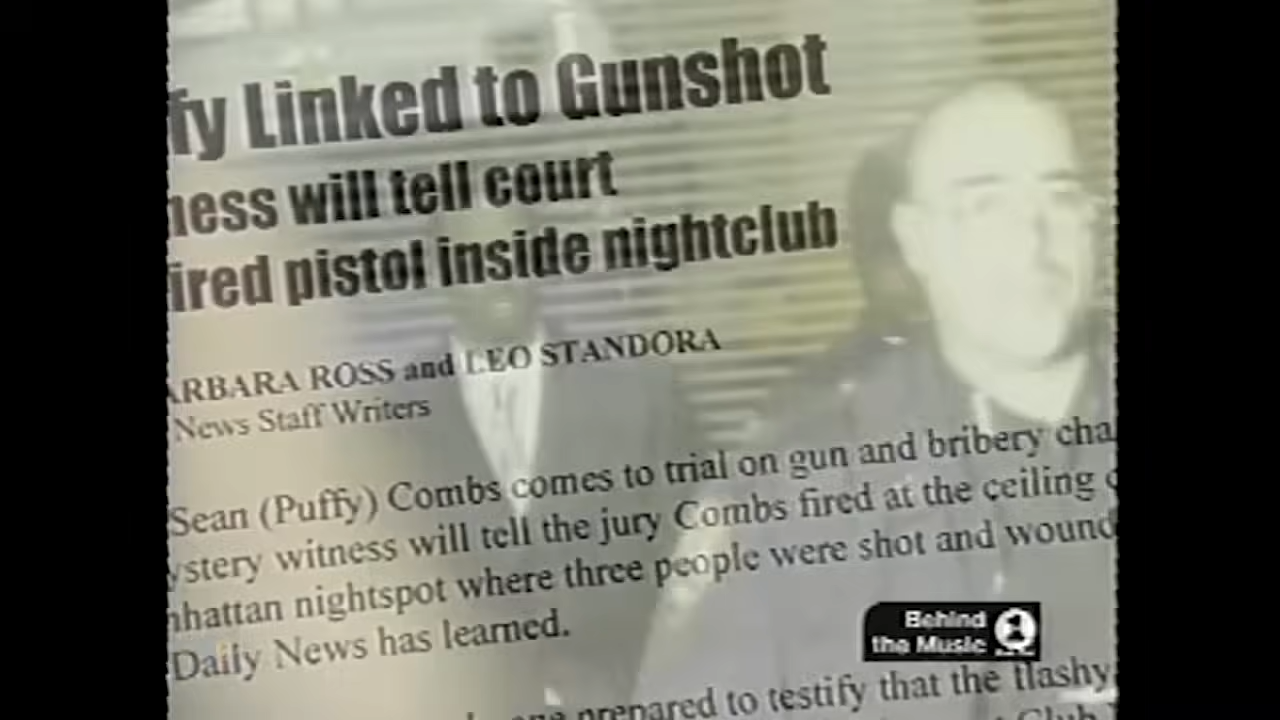 fy Linked to Gunshot
ness will tell court
ired pistol inside nightclub
ARBARA ROSS and LEO STANDORA
News Staff Writers
Sean (Puffy) Combs comes to trial on gun and bribery cha
ystery witness will tell the jury Combs fired at the ceiling
nhattan nightspot where three people were shot and wound
Daily News has learned.
Behind
the Music
prepared to testify that the flashy
Club